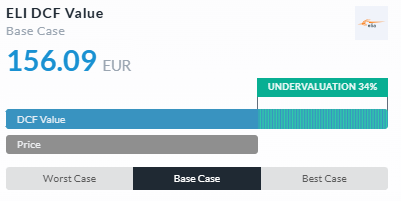 ELI DCF Value
Base Case
156.09 EUR
UNDERVALUATION 34%
DCF Value
Price
Worst Case
Base Case
Best Case